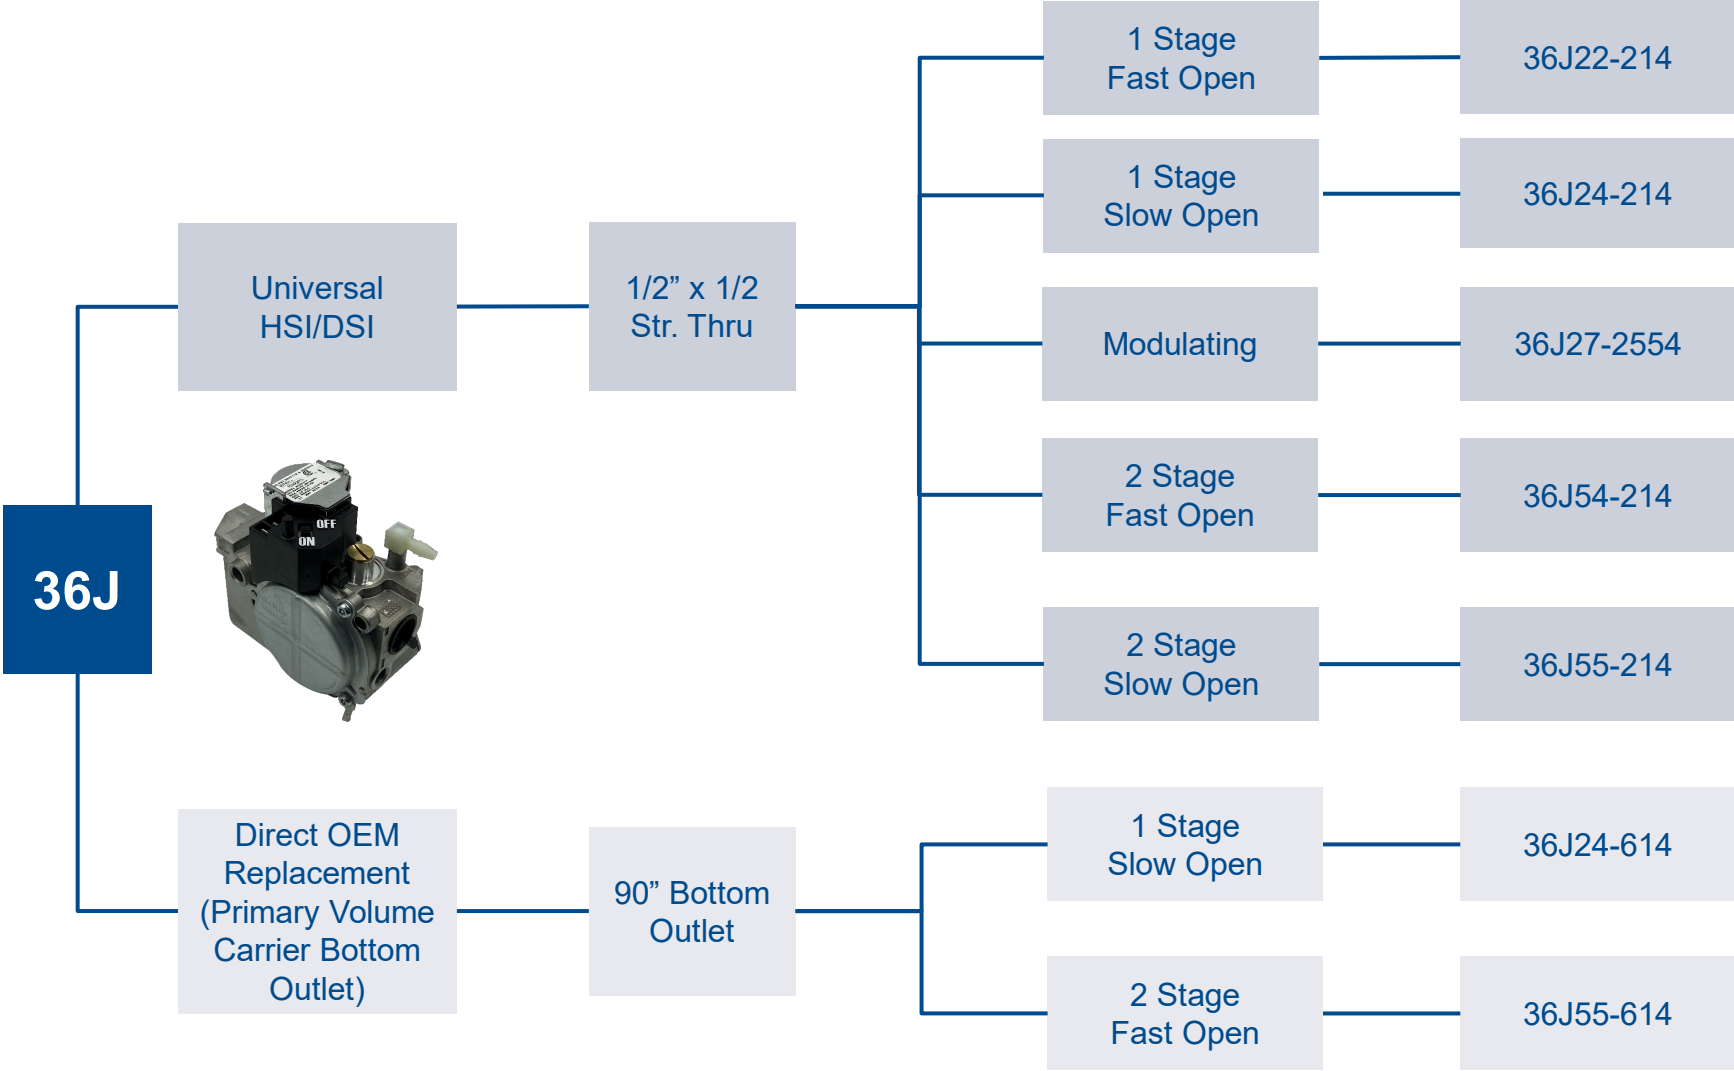 1 Stage
Fast Open
36J22-214
1 Stage
Slow Open
36J24-214
Universal
HSI/DSI
1/2” x 1/2
Str. Thru
Modulating
36J27-2554
2 Stage
Fast Open
36J54-214
OFF
ON
36J
2 Stage
Slow Open
36J55-214
Direct OEM
Replacement
(Primary Volume
Carrier Bottom
Outlet)
90” Bottom
Outlet
1 Stage
Slow Open
36J24-614
2 Stage
Fast Open
36J55-614